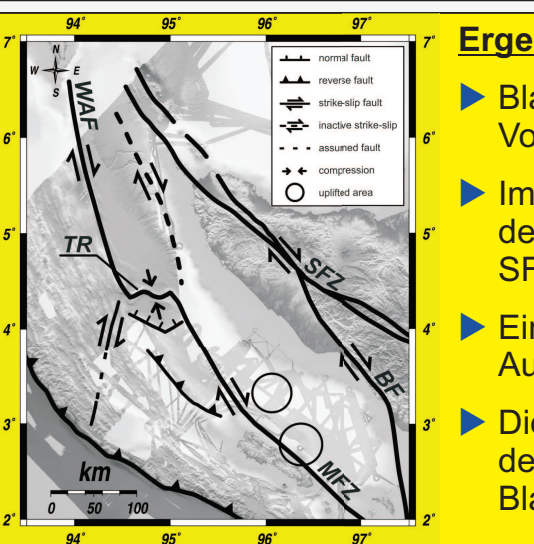 94° 95° 96° 97°
7°
6°
5°
4°
3°
2°
N
W E
S
WAF
TR
SFZ
BF
MFZ
normal fault
reverse fault
strike-slip fault
inactive strike-slip
assumed fault
compression
uplifted area
km
0 50 100
7°
6°
5°
4°
3°
2°
94° 95° 96° 97°
Erge
Bla
Vo
Im
de
SF
Ein
Au
Die
de
Bla